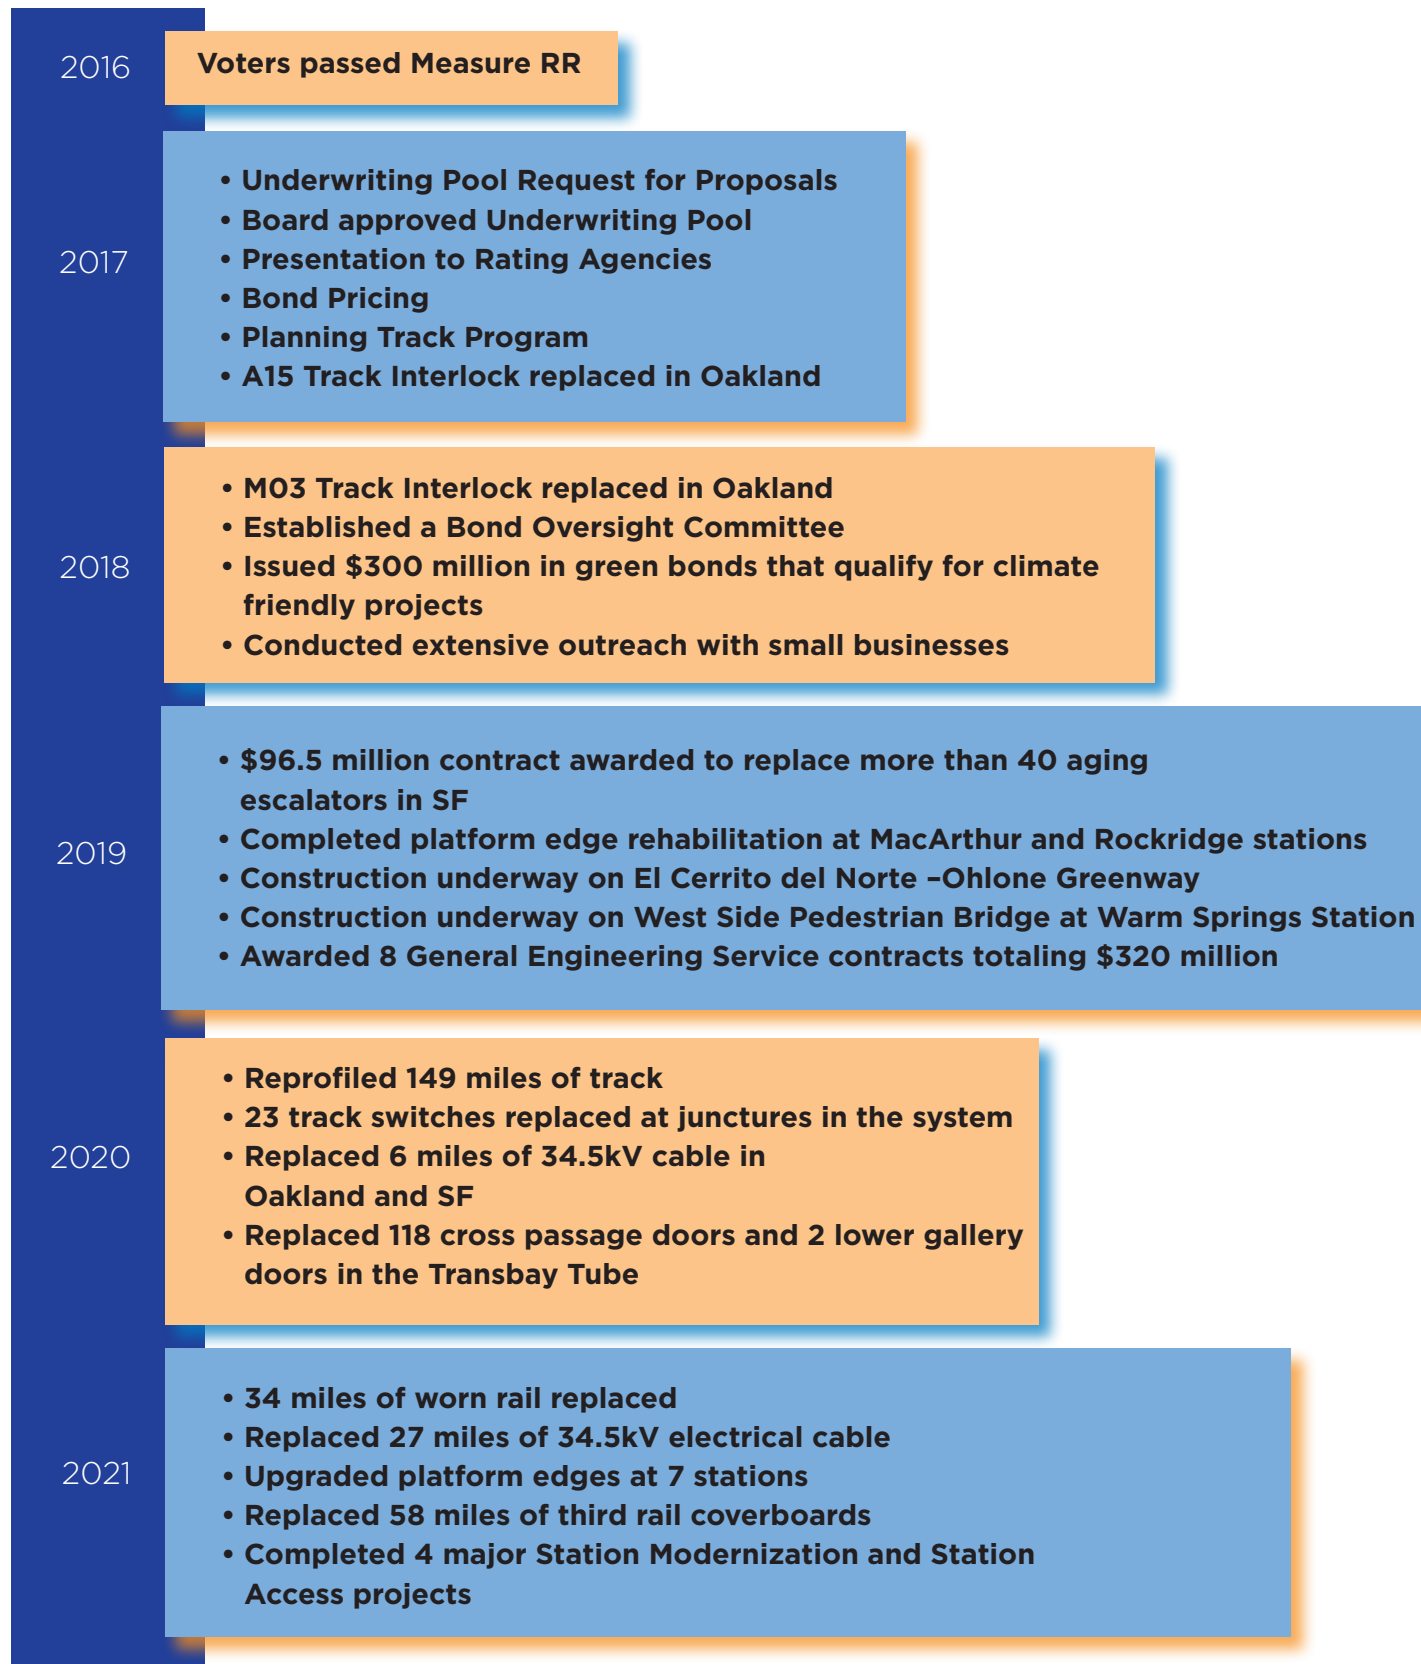 2016
Voters passed Measure RR
2017
• Underwriting Pool Request for Proposals
• Board approved Underwriting Pool
• Presentation to Rating Agencies
• Bond Pricing
• Planning Track Program
• A15 Track Interlock replaced in Oakland
2018
• M03 Track Interlock replaced in Oakland
• Established a Bond Oversight Committee
• Issued $300 million in green bonds that qualify for climate
friendly projects
• Conducted extensive outreach with small businesses
2019
• $96.5 million contract awarded to replace more than 40 aging
escalators in SF
• Completed platform edge rehabilitation at MacArthur and Rockridge stations
• Construction underway on El Cerrito del Norte –Ohlone Greenway
• Construction underway on West Side Pedestrian Bridge at Warm Springs Station
• Awarded 8 General Engineering Service contracts totaling $320 million
2020
• Reprofiled 149 miles of track
• 23 track switches replaced at junctures in the system
• Replaced 6 miles of 34.5kV cable in
Oakland and SF
• Replaced 118 cross passage doors and 2 lower gallery
doors in the Transbay Tube
2021
• 34 miles of worn rail replaced
• Replaced 27 miles of 34.5kV electrical cable
• Upgraded platform edges at 7 stations
• Replaced 58 miles of third rail coverboards
• Completed 4 major Station Modernization and Station
Access projects